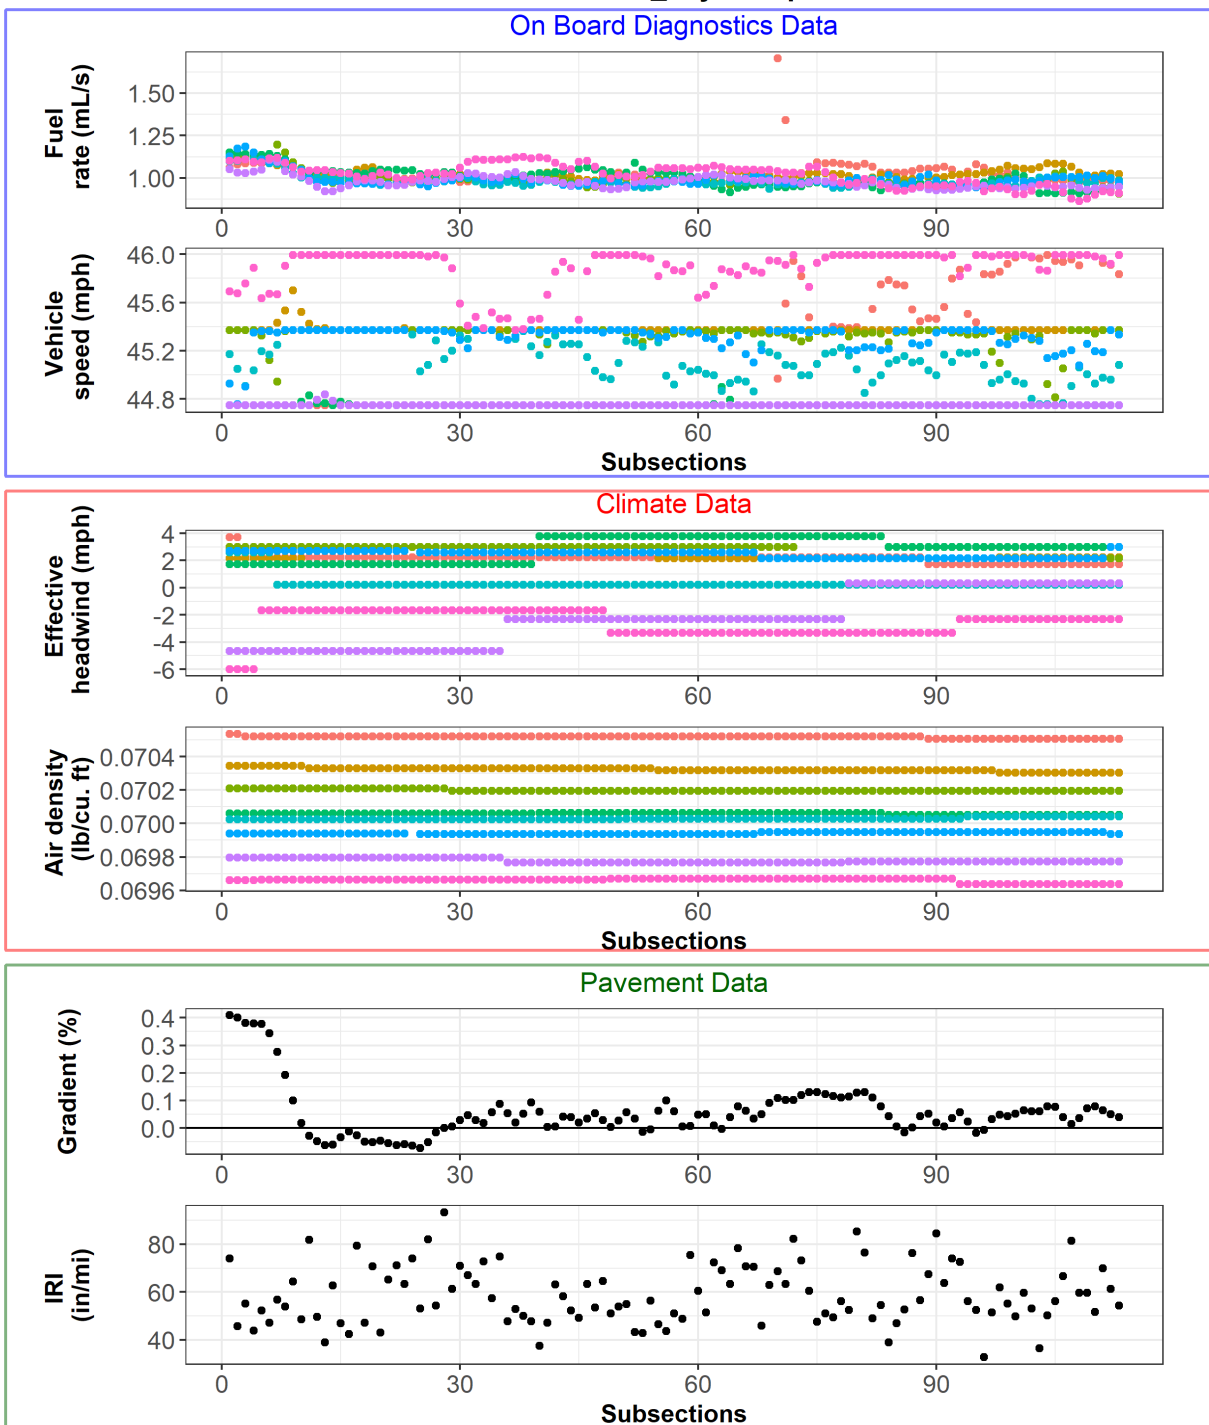 On Board Diagnostics Data
Fuel
rate (mL/s)
1.50
1.25
1.00
0 30 60 90
Vehicle
speed (mph)
46.0
45.6
45.2
44.8
0 30 60 90
Subsections
Climate Data
Effective
headwind (mph)
4
2
0
-2
-4
-6
0 30 60 90
Air density
(lb/cu. ft)
0.0704
0.0702
0.0700
0.0698
0.0696
0 30 60 90
Subsections
Pavement Data
Gradient (%)
0.4
0.3
0.2
0.1
0.0
0 30 60 90
IRI
(in/mi)
80
60
40
0 30 60 90
Subsections